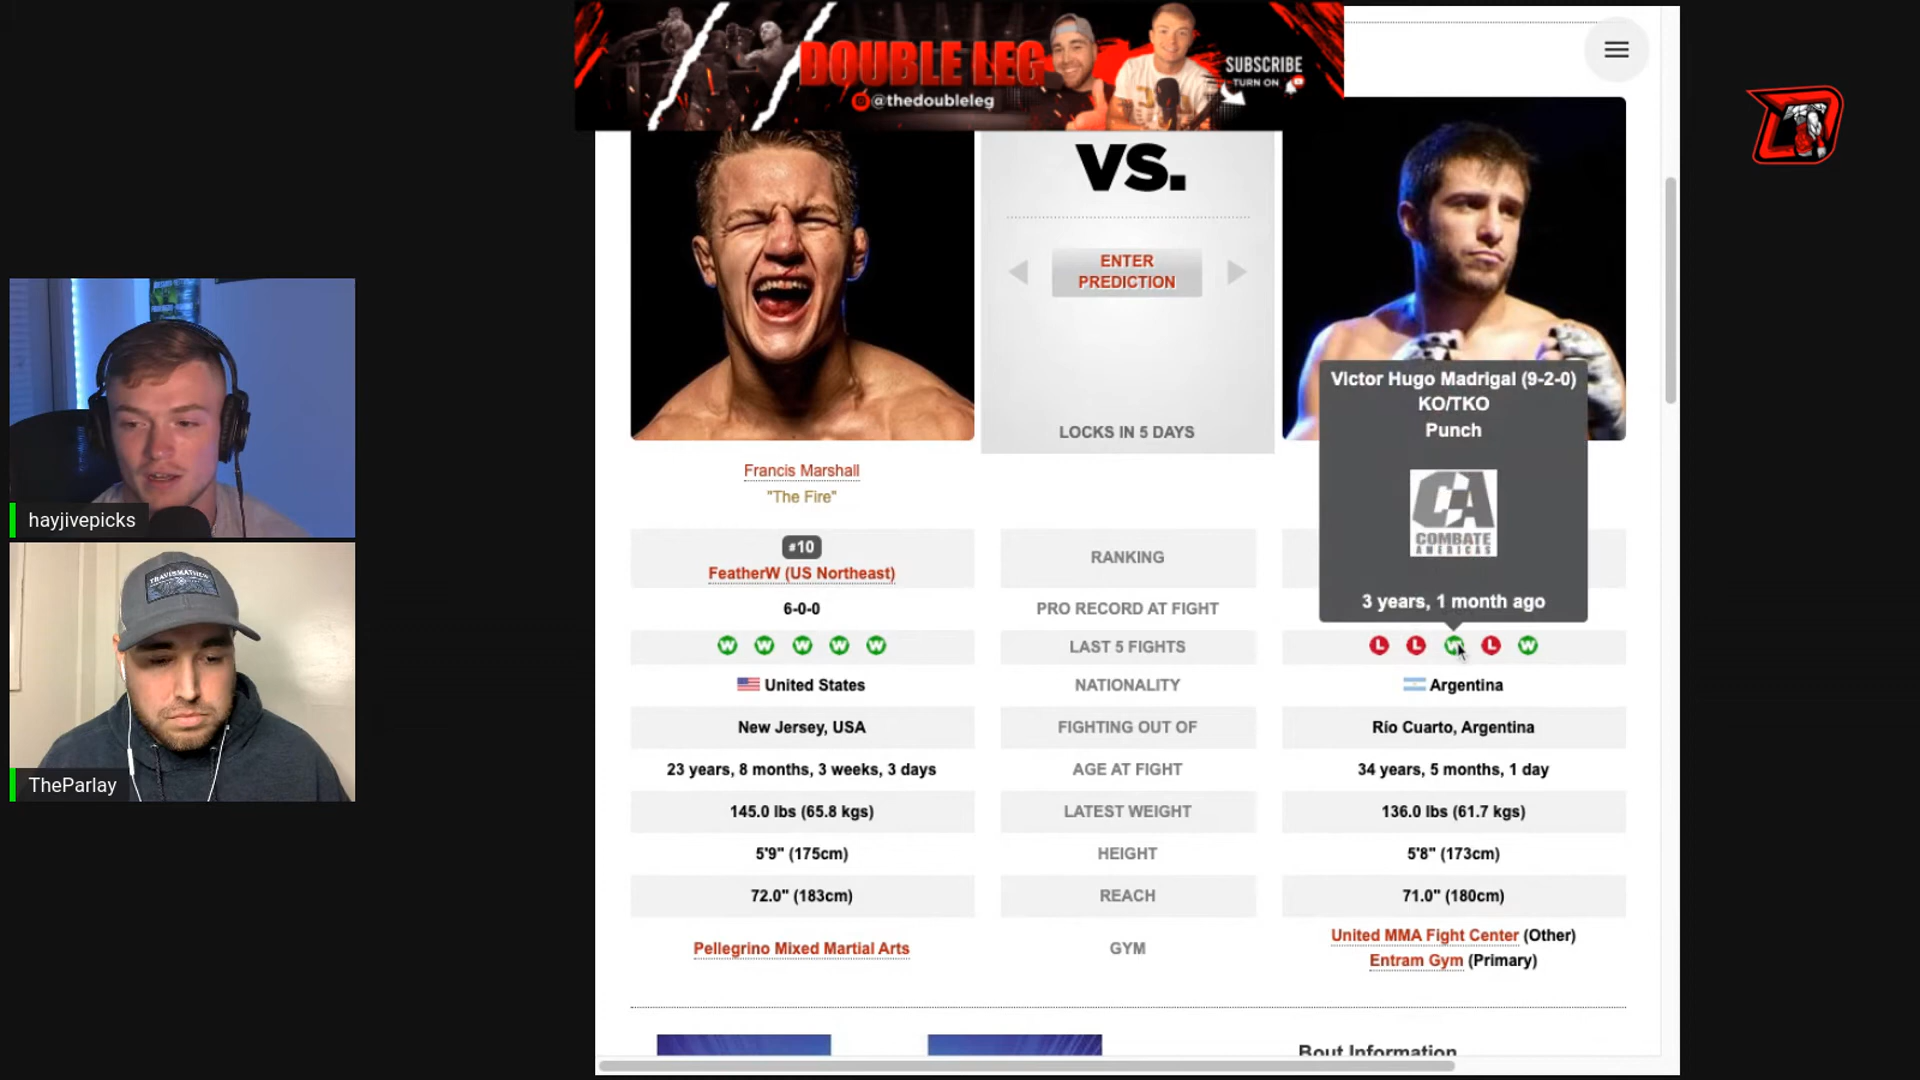 DOUBLE LEG
@thedoubleleg
SUBSCRIBE
TURN ON
VS.
ENTER
PREDICTION
LOCKS IN 5 DAYS
Victor Hugo Madrigal (9-2-0)
KO/TKO
Punch
CA
COMBATE
AMERICAS
3 years, 1 month ago
Francis Marshall
"The Fire"
#10
FeatherW (US Northeast)
RANKING
6-0-0
PRO RECORD AT FIGHT
W W W W W
LAST 5 FIGHTS
L L W L W
United States
NATIONALITY
Argentina
New Jersey, USA
FIGHTING OUT OF
Río Cuarto, Argentina
23 years, 8 months, 3 weeks, 3 days
AGE AT FIGHT
34 years, 5 months, 1 day
145.0 lbs (65.8 kgs)
LATEST WEIGHT
136.0 lbs (61.7 kgs)
5'9" (175cm)
HEIGHT
5'8" (173cm)
72.0" (183cm)
REACH
71.0" (180cm)
Pellegrino Mixed Martial Arts
GYM
United MMA Fight Center (Other)
Entram Gym (Primary)
Bout Information
hayjivepicks
TRAVISMATHEW
TheParlay